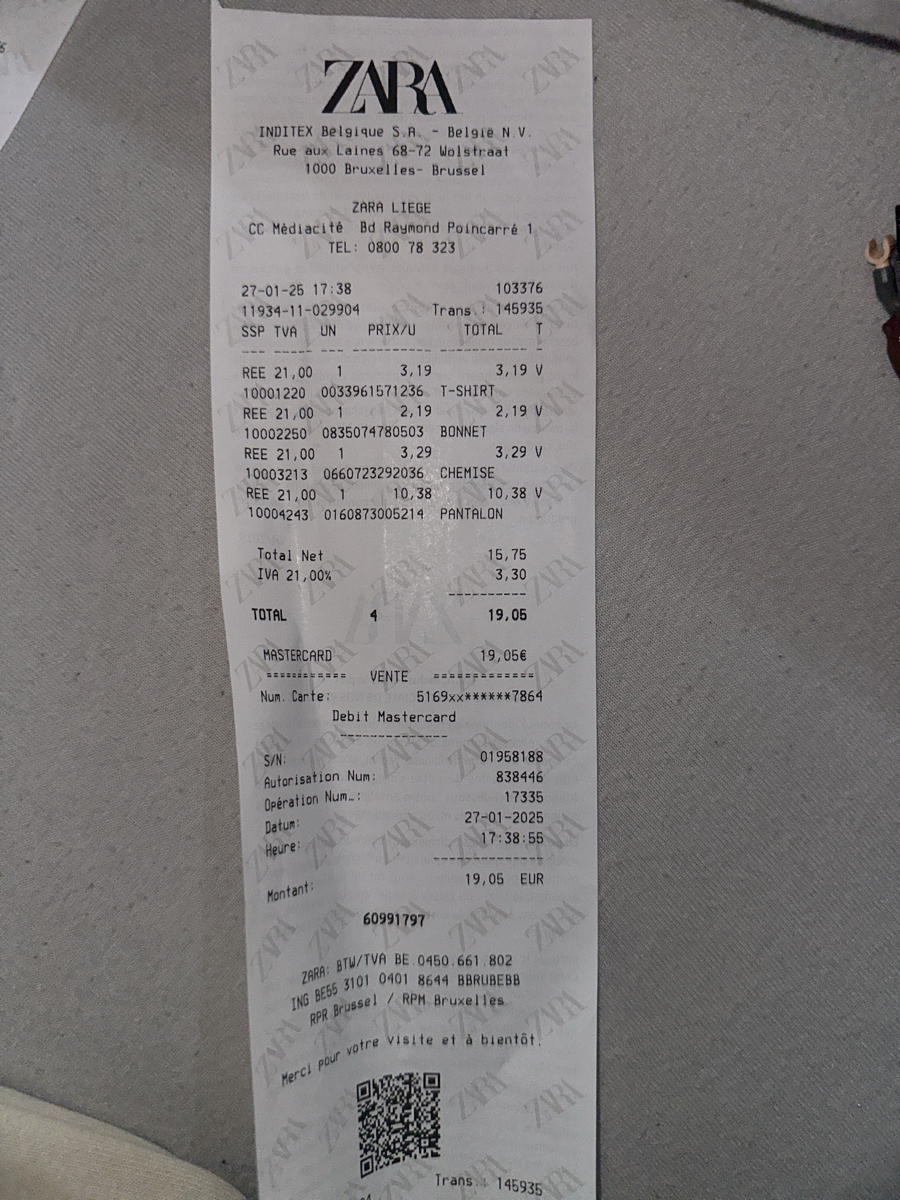 ZARA
INDITEX Belgique S.A. - België N.V.
Rue aux Laines 68-72 Wolstraat
1000 Bruxelles- Brussel
ZARA LIEGE
CC Médiacité Bd Raymond Poincarré 1
TEL: 0800 78 323
27-01-25 17:38 103376
11934-11-029904 Trans.: 145935
SSP TVA UN PRIX/U TOTAL T
--- ----- --- ---------- ---------- -
REE 21,00 1 3,19 3,19 V
10001220 0033961571236 T-SHIRT
REE 21,00 1 2,19 2,19 V
10002250 0835074780503 BONNET
REE 21,00 1 3,29 3,29 V
10003213 0660723292036 CHEMISE
REE 21,00 1 10,38 10,38 V
10004243 0160873005214 PANTALON
Total Net 15,75
IVA 21,00% 3,30
----------
TOTAL 4 19,05
MASTERCARD 19,05€
============ VENTE =============
Num. Carte: 5169xx******7864
Debit Mastercard
--------------
S/N: 01958188
Autorisation Num: 838446
Opération Num.: 17335
Datum: 27-01-2025
Heure: 17:38:55
--------------
Montant: 19,05 EUR
60991797
ZARA: BTW/TVA BE 0450.661.802
ING BE55 3101 0401 8644 BBRUBEBB
RPR Brussel / RPM Bruxelles
Merci pour votre visite et à bientôt.
Trans.: 145935